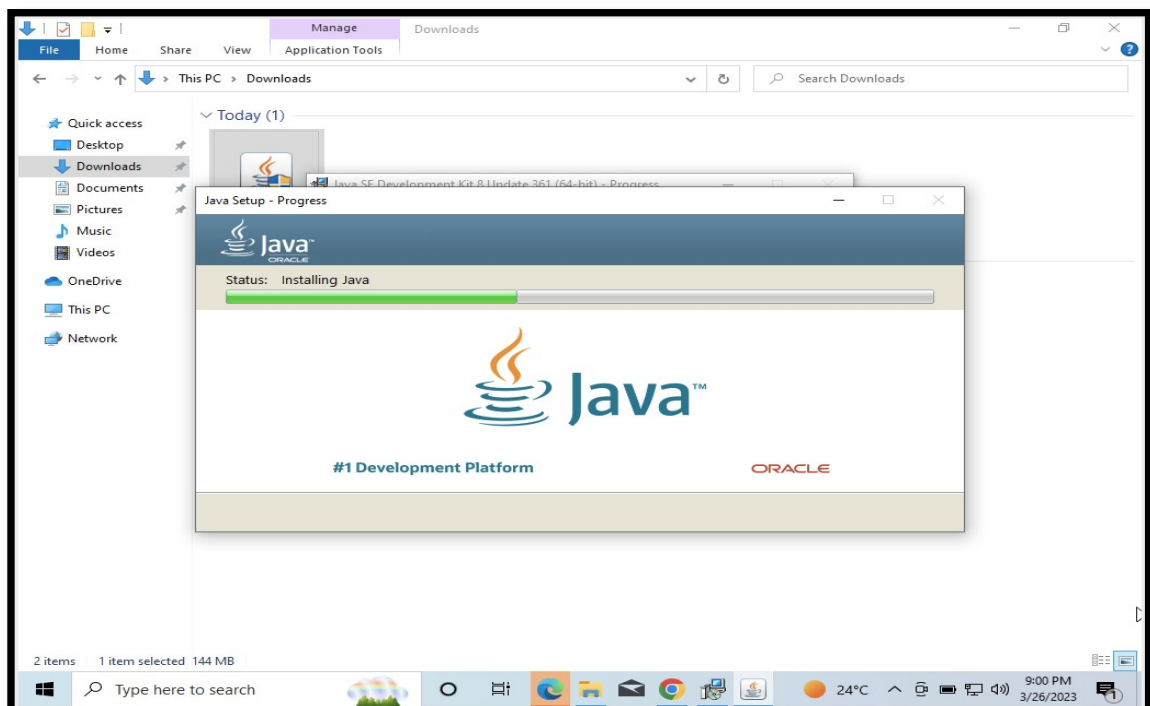 Manage Downloads
File Home Share View Application Tools
This PC > Downloads
Search Downloads
Quick access
Desktop
Downloads
Documents
Pictures
Music
Videos
OneDrive
This PC
Network
Today (1)
Java SE Development Kit 8 Update 361 (64-bit) - Progress
Java Setup - Progress
Java™
ORACLE
Status: Installing Java
Java™
#1 Development Platform
ORACLE
2 items 1 item selected 144 MB
Type here to search
24°C
9:00 PM
3/26/2023
1